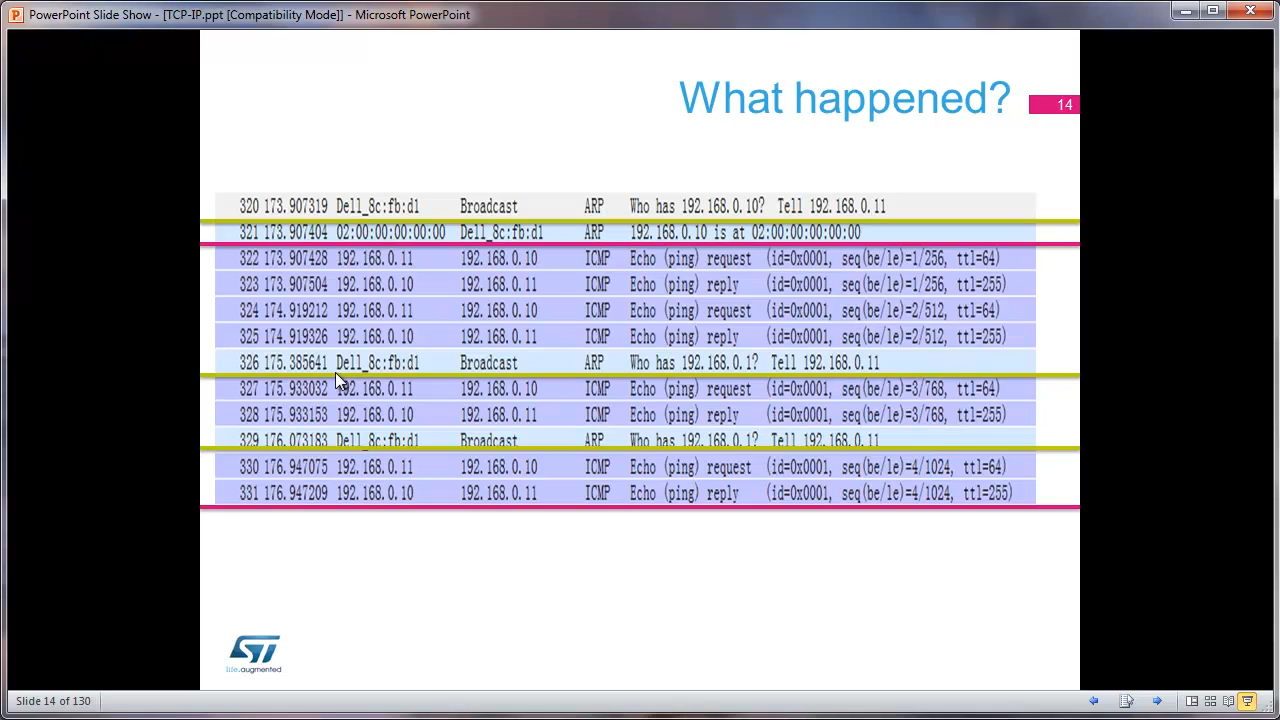 TCP-IP.ppt [Compatibility Mode]] - Microsoft PowerPoint
PowerPoint Slide Show - [TCP-IP.ppt [Compatibility Mode]] - Microsoft PowerPoint
What happened?
14
320 173.907319 Dell_8c:fb:d1 Broadcast ARP Who has 192.168.0.10? Tell 192.168.0.11
321 173.907404 02:00:00:00:00:00 Dell_8c:fb:d1 ARP 192.168.0.10 is at 02:00:00:00:00:00
322 173.907428 192.168.0.11 192.168.0.10 ICMP Echo (ping) request (id=0x0001, seq(be/le)=1/256, ttl=64)
323 173.907504 192.168.0.10 192.168.0.11 ICMP Echo (ping) reply (id=0x0001, seq(be/le)=1/256, ttl=255)
324 174.919212 192.168.0.11 192.168.0.10 ICMP Echo (ping) request (id=0x0001, seq(be/le)=2/512, ttl=64)
325 174.919326 192.168.0.10 192.168.0.11 ICMP Echo (ping) reply (id=0x0001, seq(be/le)=2/512, ttl=255)
326 175.385641 Dell_8c:fb:d1 Broadcast ARP Who has 192.168.0.1? Tell 192.168.0.11
327 175.933032 192.168.0.11 192.168.0.10 ICMP Echo (ping) request (id=0x0001, seq(be/le)=3/768, ttl=64)
328 175.933153 192.168.0.10 192.168.0.11 ICMP Echo (ping) reply (id=0x0001, seq(be/le)=3/768, ttl=255)
329 176.073183 Dell_8c:fb:d1 Broadcast ARP Who has 192.168.0.1? Tell 192.168.0.11
330 176.947075 192.168.0.11 192.168.0.10 ICMP Echo (ping) request (id=0x0001, seq(be/le)=4/1024, ttl=64)
331 176.947209 192.168.0.10 192.168.0.11 ICMP Echo (ping) reply (id=0x0001, seq(be/le)=4/1024, ttl=255)
ST
life.augmented
Slide 14 of 130